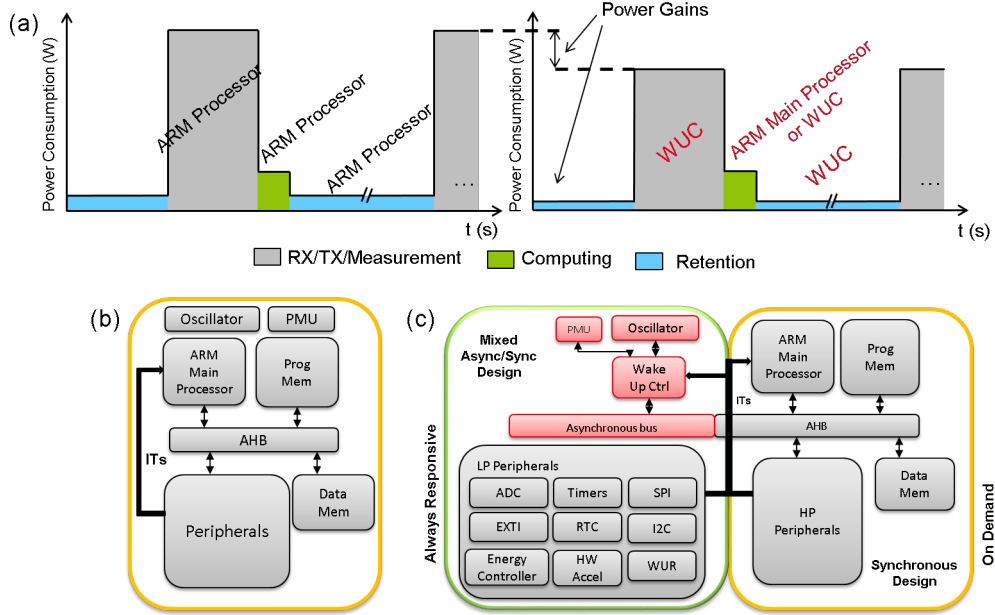 (a)
Power Consumption (W)
ARM Processor
ARM Processor
ARM Processor
...
t (s)
Power Gains
Power Consumption (W)
WUC
ARM Main Processor
or WUC
WUC
...
t (s)
RX/TX/Measurement
Computing
Retention
(b)
Oscillator
PMU
ARM
Main
Processor
Prog
Mem
AHB
ITs
Peripherals
Data
Mem
(c)
Always Responsive
Mixed
Async/Sync
Design
PMU
Oscillator
Wake
Up Ctrl
Asynchronous bus
LP Peripherals
ADC
Timers
SPI
EXTI
RTC
I2C
Energy
Controller
HW
Accel
WUR
ARM
Main
Processor
Prog
Mem
ITs
AHB
HP
Peripherals
Data
Mem
Synchronous
Design
On Demand